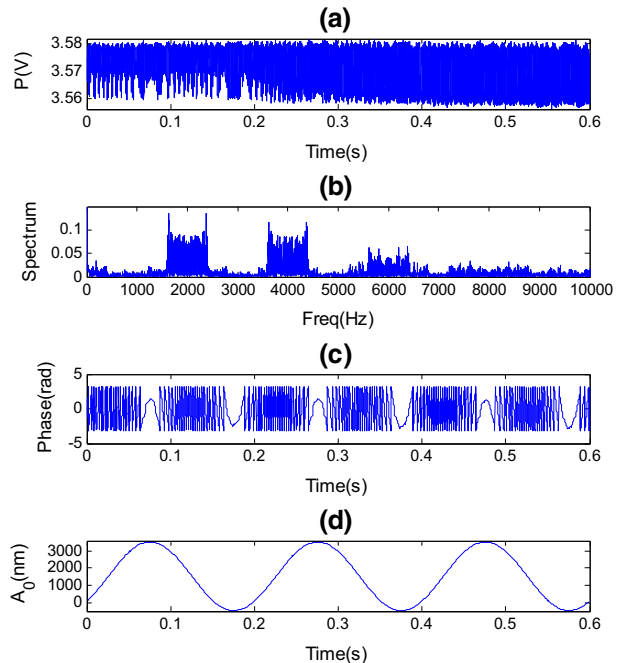 (a)
P(V)
3.58
3.57
3.56
0 0.1 0.2 0.3 0.4 0.5 0.6
Time(s)
(b)
Spectrum
0.1
0.05
0
0 1000 2000 3000 4000 5000 6000 7000 8000 9000 10000
Freq(Hz)
(c)
Phase(rad)
5
0
-5
0 0.1 0.2 0.3 0.4 0.5 0.6
Time(s)
(d)
A_0(nm)
3000
2000
1000
0
0 0.1 0.2 0.3 0.4 0.5 0.6
Time(s)